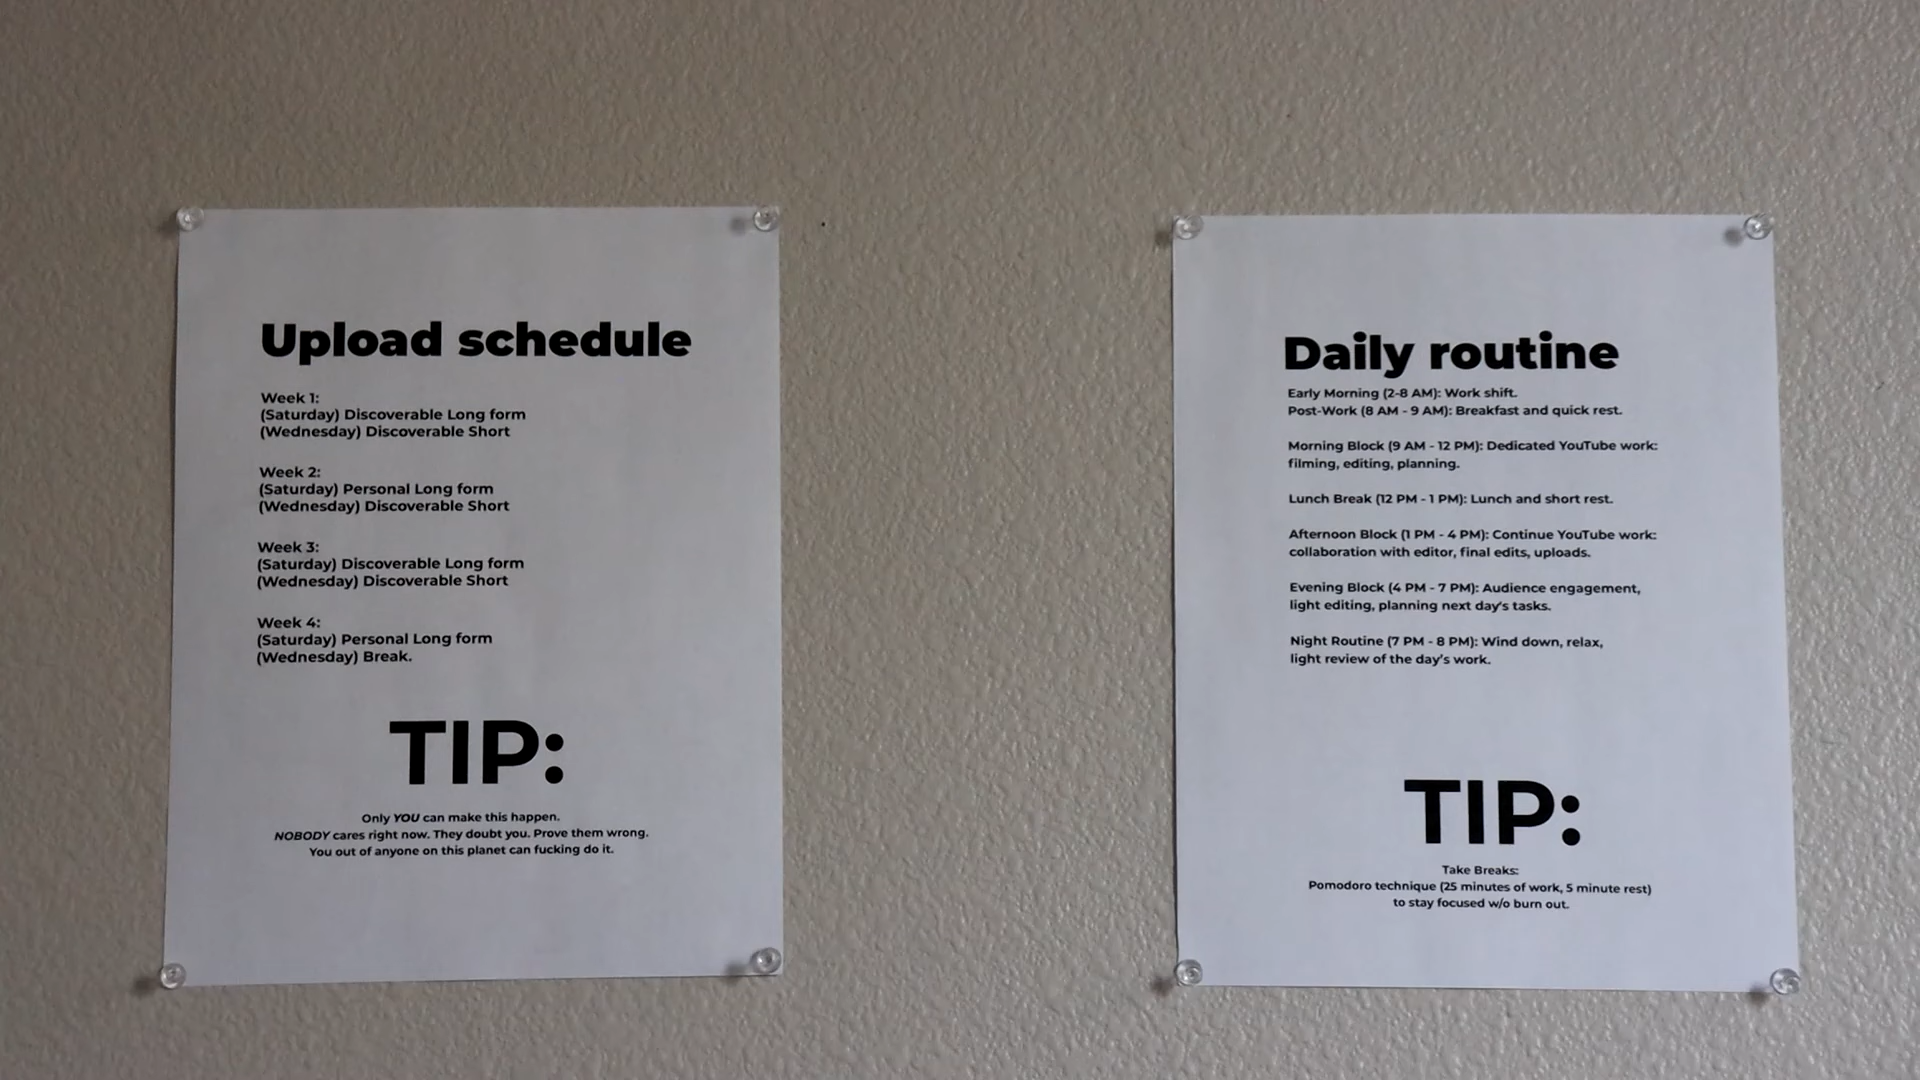 Upload schedule
Week 1:
(Saturday) Discoverable Long form
(Wednesday) Discoverable Short
Week 2:
(Saturday) Personal Long form
(Wednesday) Discoverable Short
Week 3:
(Saturday) Discoverable Long form
(Wednesday) Discoverable Short
Week 4:
(Saturday) Personal Long form
(Wednesday) Break.
TIP:
Only YOU can make this happen.
NOBODY cares right now. They doubt you. Prove them wrong.
You out of anyone on this planet can fucking do it.
Daily routine
Early Morning (2-8 AM): Work shift.
Post-Work (8 AM - 9 AM): Breakfast and quick rest.
Morning Block (9 AM - 12 PM): Dedicated YouTube work:
filming, editing, planning.
Lunch Break (12 PM - 1 PM): Lunch and short rest.
Afternoon Block (1 PM - 4 PM): Continue YouTube work:
collaboration with editor, final edits, uploads.
Evening Block (4 PM - 7 PM): Audience engagement,
light editing, planning next day's tasks.
Night Routine (7 PM - 8 PM): Wind down, relax,
light review of the day's work.
TIP:
Take Breaks:
Pomodoro technique (25 minutes of work, 5 minute rest)
to stay focused w/o burn out.